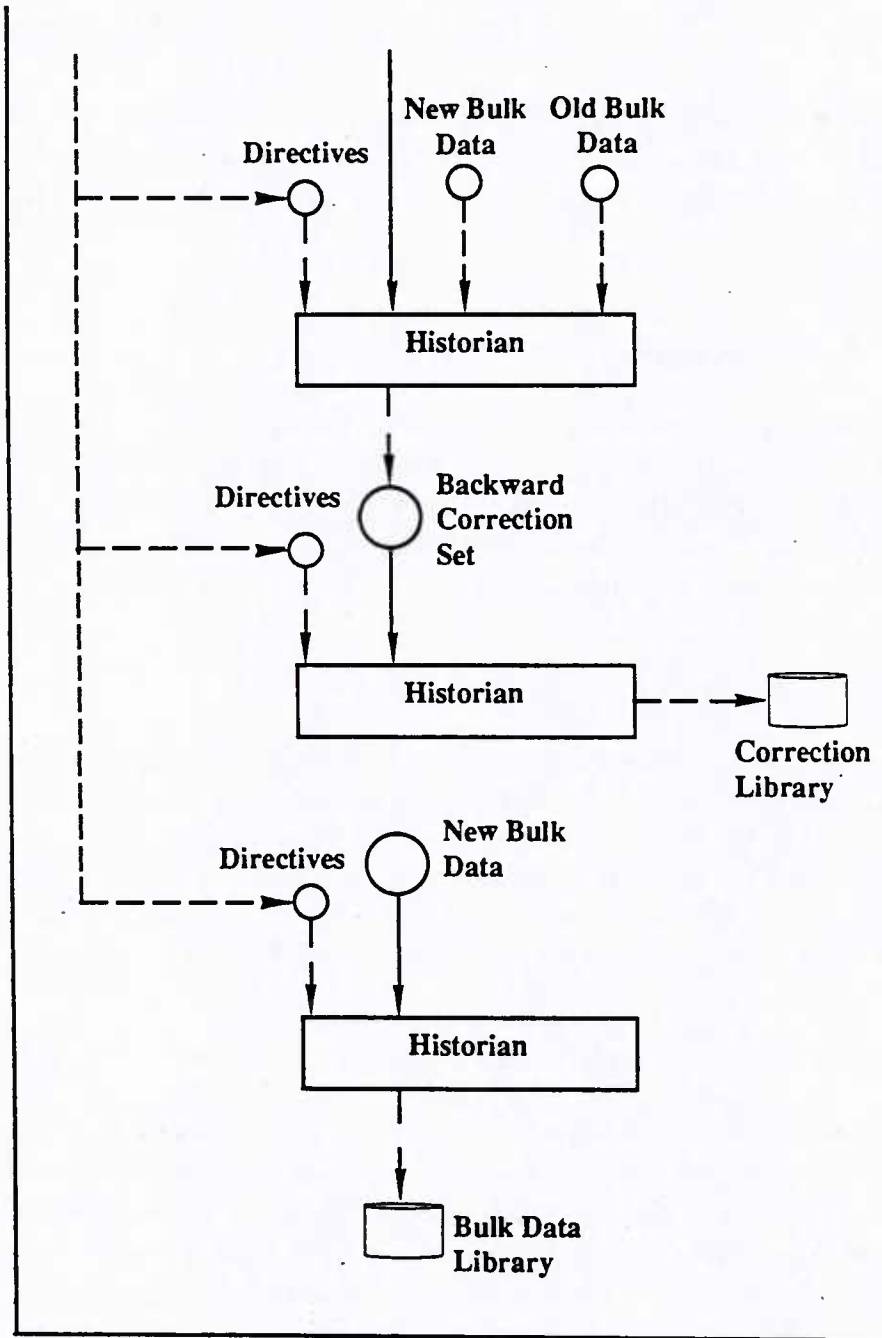 New Bulk
Data
Old Bulk
Data
Directives
Historian
Directives
Backward
Correction
Set
Historian
Correction
Library
Directives
New Bulk
Data
Historian
Bulk Data
Library